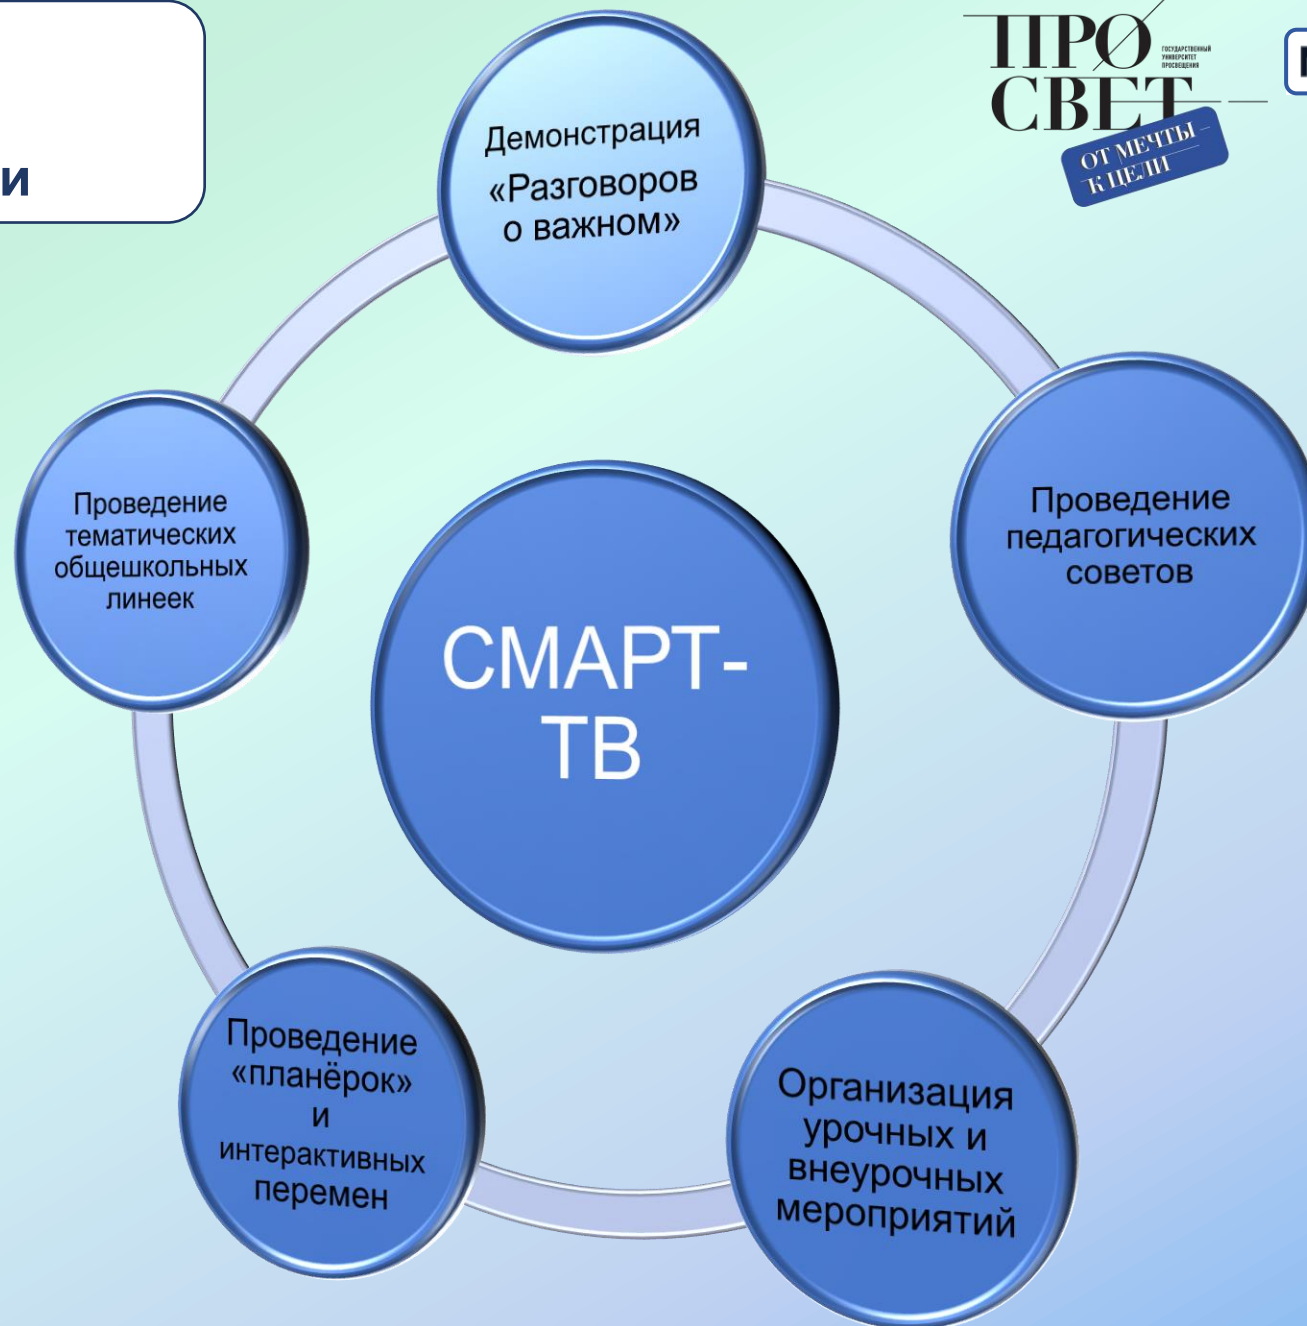 и
ПРО
СВЕТ
ГОСУДАРСТВЕННЫЙ
УНИВЕРСИТЕТ
ПРОСВЕЩЕНИЯ
ОТ МЕЧТЫ –
К ЦЕЛИ
Демонстрация
«Разговоров
о важном»
Проведение
педагогических
советов
Организация
урочных и
внеурочных
мероприятий
Проведение
«планёрок»
и
интерактивных
перемен
Проведение
тематических
общешкольных
линеек
СМАРТ-
ТВ